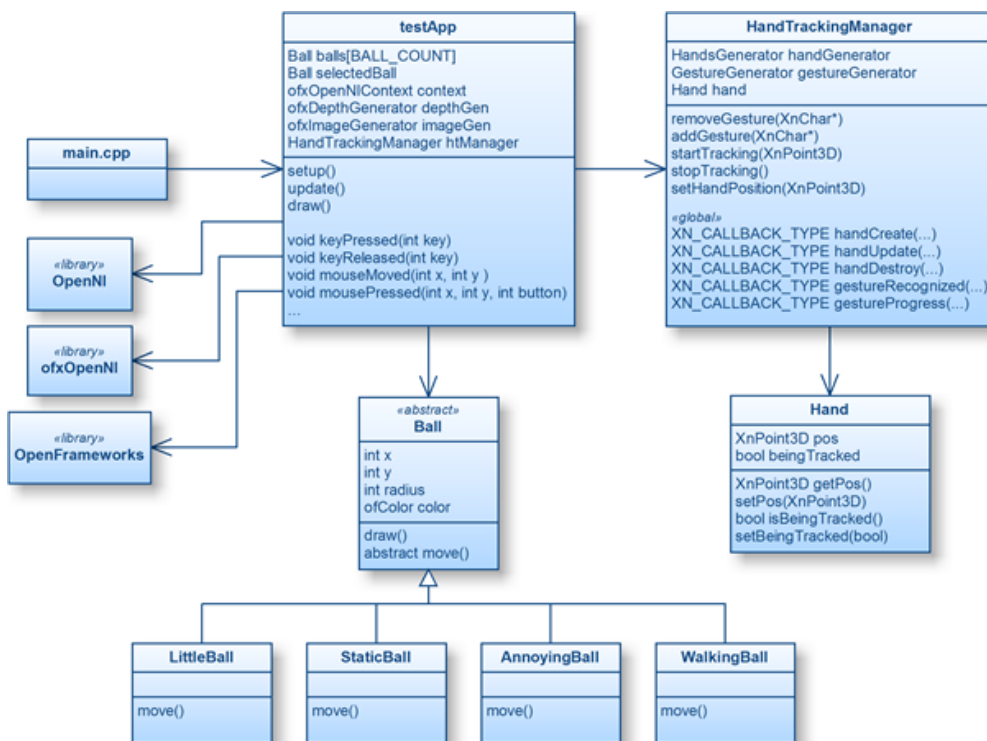 testApp
Ball balls[BALL_COUNT]
Ball selectedBall
ofxOpenNIContext context
ofxDepthGenerator depthGen
ofxImageGenerator imageGen
HandTrackingManager htManager
setup()
update()
draw()
void keyPressed(int key)
void keyReleased(int key)
void mouseMoved(int x, int y )
void mousePressed(int x, int y, int button)
...
HandTrackingManager
HandsGenerator handGenerator
GestureGenerator gestureGenerator
Hand hand
removeGesture(XnChar*)
addGesture(XnChar*)
startTracking(XnPoint3D)
stopTracking()
setHandPosition(XnPoint3D)
«global»
XN_CALLBACK_TYPE handCreate(...)
XN_CALLBACK_TYPE handUpdate(...)
XN_CALLBACK_TYPE handDestroy(...)
XN_CALLBACK_TYPE gestureRecognized(...)
XN_CALLBACK_TYPE gestureProgress(...)
main.cpp
«library»
OpenNI
«library»
ofxOpenNI
«library»
OpenFrameworks
«abstract»
Ball
int x
int y
int radius
ofColor color
draw()
abstract move()
Hand
XnPoint3D pos
bool beingTracked
XnPoint3D getPos()
setPos(XnPoint3D)
bool isBeingTracked()
setBeingTracked(bool)
LittleBall
move()
StaticBall
move()
AnnoyingBall
move()
WalkingBall
move()